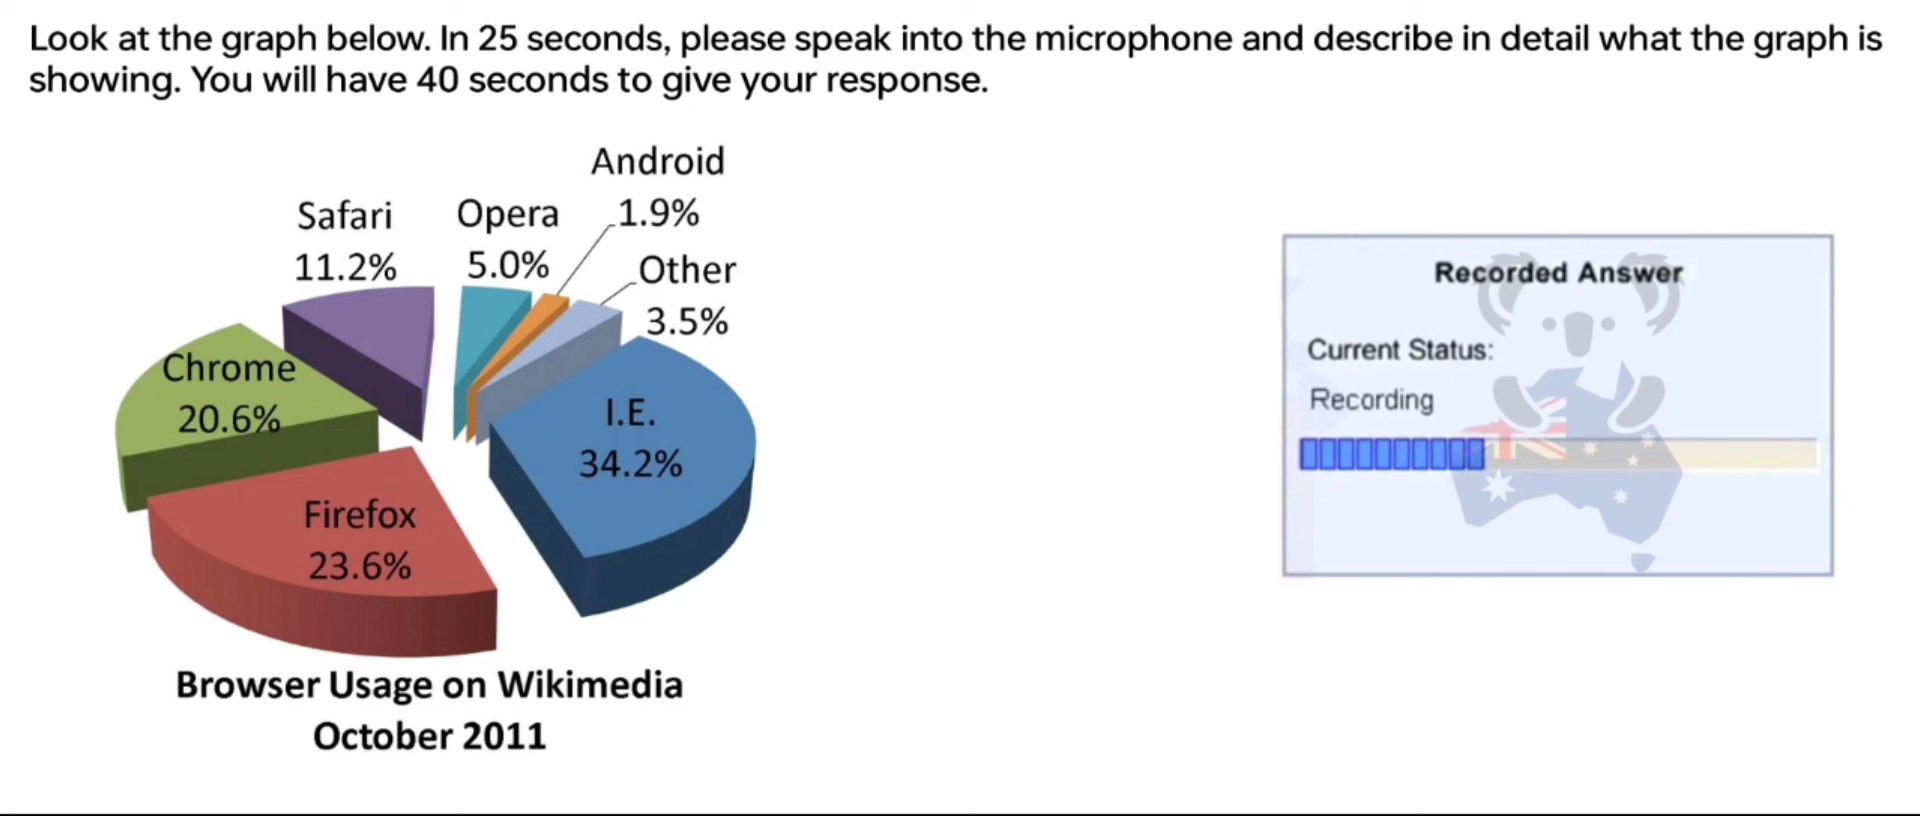 Look at the graph below. In 25 seconds, please speak into the microphone and describe in detail what the graph is
showing. You will have 40 seconds to give your response.
Android
1.9%
Safari
11.2%
Opera
5.0%
Other
3.5%
Chrome
20.6%
I.E.
34.2%
Firefox
23.6%
Browser Usage on Wikimedia
October 2011
Recorded Answer
Current Status:
Recording